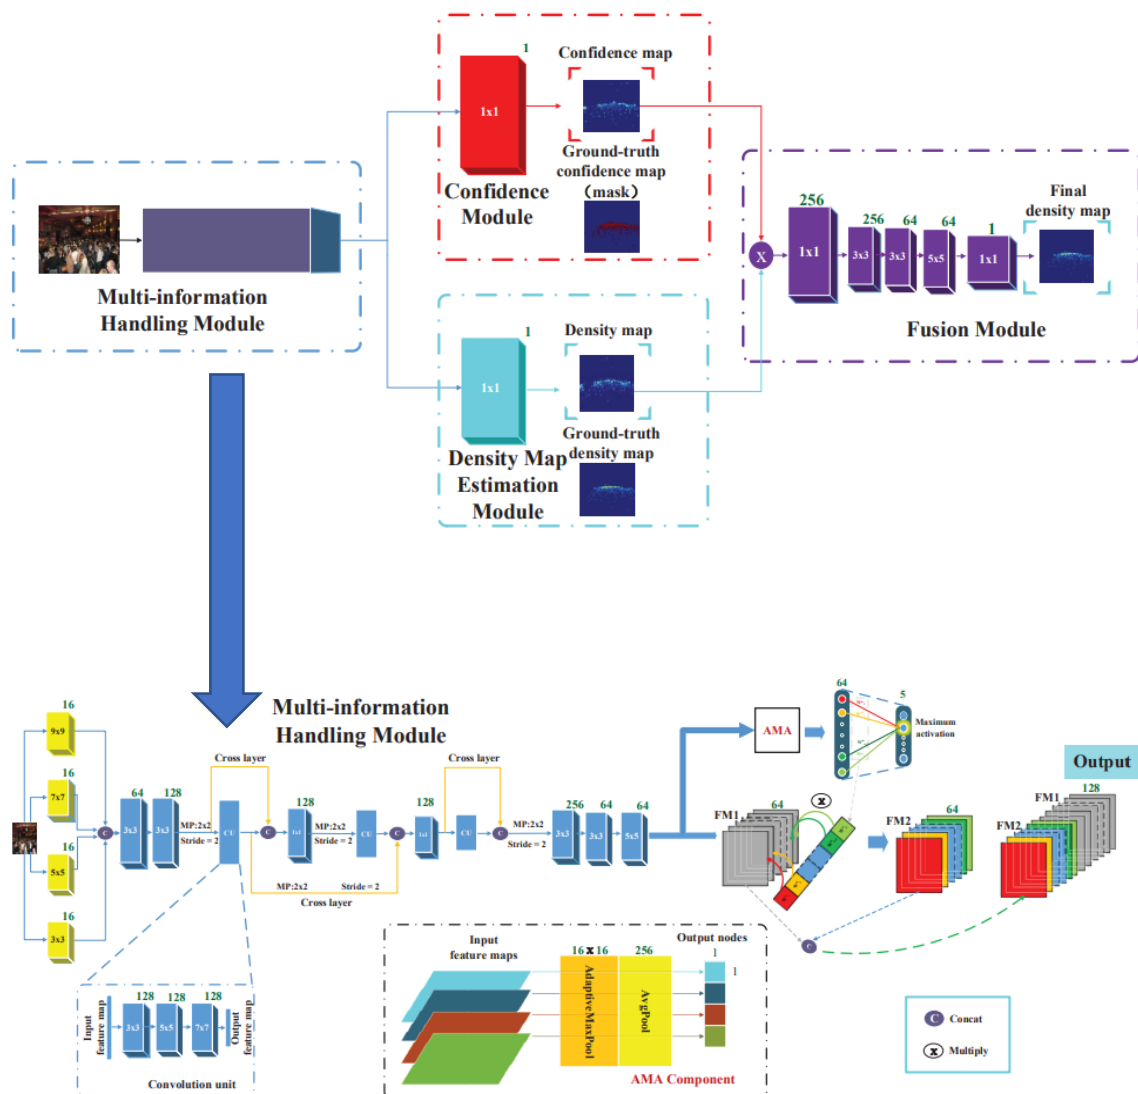 1
Confidence map
1x1
Ground-truth
confidence map
(mask)
Confidence
Module
Multi-information
Handling Module
X
256
1x1
256
3x3
64
3x3
64
5x5
1
1x1
Final
density map
Fusion Module
1
Density map
1x1
Ground-truth
density map
Density Map
Estimation
Module
Multi-information
Handling Module
16
9x9
16
7x7
16
5x5
16
3x3
C
64
3x3
128
3x3
MP:2x2
Stride = 2
Cross layer
CU
C
128
1x1
MP:2x2
Stride = 2
CU
C
MP:2x2
Stride = 2
Cross layer
128
1x1
Cross layer
CU
C
MP:2x2
Stride = 2
256
3x3
64
3x3
64
5x5
AMA
64
5
Maximum
activation
FM1
64
x
FM2
64
C
Output
FM1
128
FM2
Input
feature map
128
3x3
128
5x5
128
7x7
Output
feature map
Convolution unit
Input
feature maps
16 x 16
AdaptiveMaxPool
256
AvgPool
Output nodes
1
1
AMA Component
C Concat
x Multiply